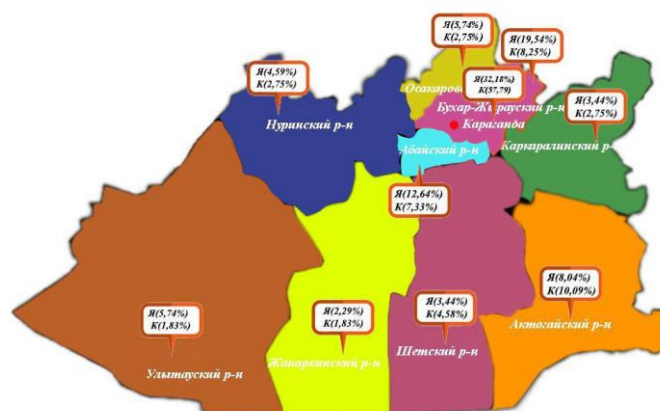 Я(5,74%)
К(2,75%)
Я(19,54%)
К(8,25%)
Я(4,59%)
К(2,75%)
Осакаров
Я(32,18%)
К(57,79)
Бухар-Жырауский р-н
Я(3,44%)
К(2,75%)
Нуринский р-н
Караганда
Абайский р-н
Каркаралинский р-
Я(12,64%)
К(7,33%)
Я(8,04%)
К(10,09%)
Я(5,74%)
К(1,83%)
Я(2,29%)
К(1,83%)
Я(3,44%)
К(4,58%)
Актогайский р-н
Улытауский р-н
Жанаркинский р-н
Шетский р-н